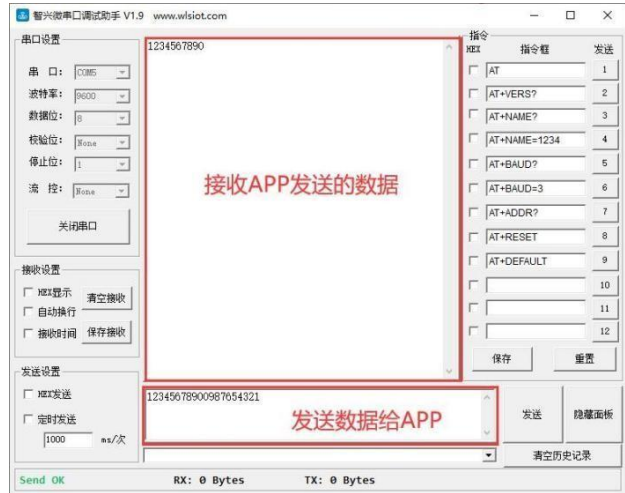 智兴微串口调试助手 V1.9 www.wlsiot.com
串口设置
串 口: COM5
波特率: 9600
数据位: 8
校验位: None
停止位: 1
流 控: None
关闭串口
接收设置
HEX显示
清空接收
自动换行
接收时间
保存接收
发送设置
HEX发送
定时发送
1000 ms/次
1234567890
接收APP发送的数据
12345678900987654321
发送数据给APP
指令
HEX 指令框 发送
AT 1
AT+VERS? 2
AT+NAME? 3
AT+NAME=1234 4
AT+BAUD? 5
AT+BAUD=3 6
AT+ADDR? 7
AT+RESET 8
AT+DEFAULT 9
10
11
12
保存 重置
发送 隐藏面板
清空历史记录
Send OK RX: 0 Bytes TX: 0 Bytes